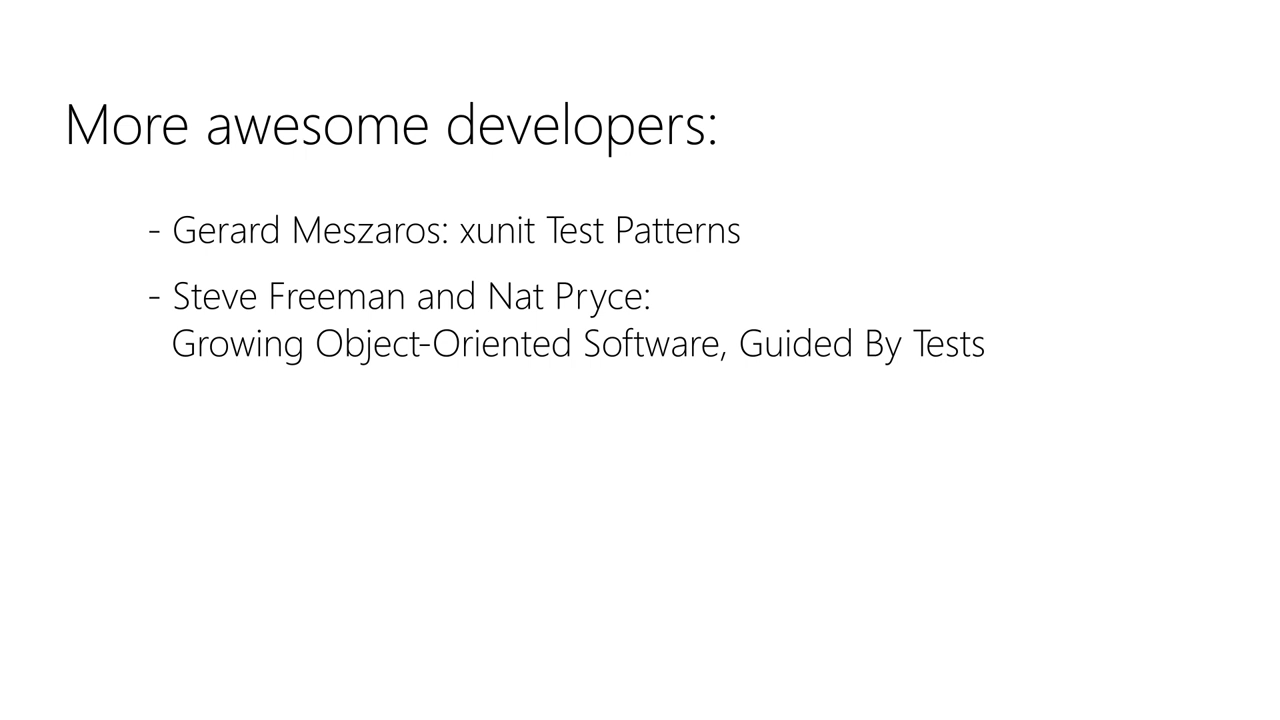 More awesome developers:
- Gerard Meszaros: xunit Test Patterns
- Steve Freeman and Nat Pryce:
Growing Object-Oriented Software, Guided By Tests